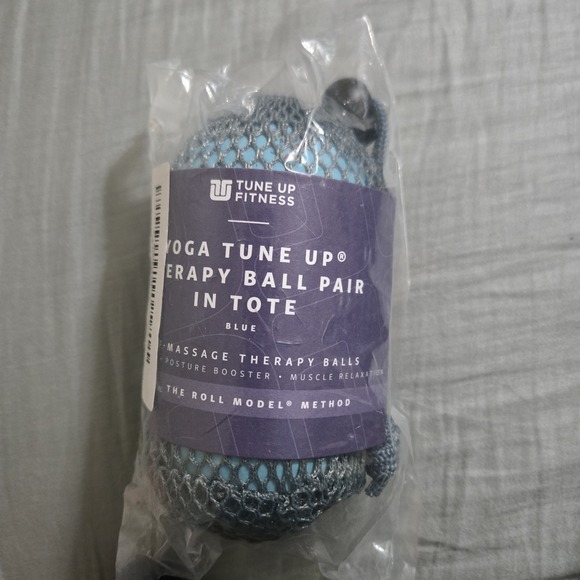 TUNE UP
FITNESS
YOGA TUNE UP®
ERAPY BALL PAIR
IN TOTE
BLUE
-MASSAGE THERAPY BALLS
POSTURE BOOSTER • MUSCLE RELAXATION
THE ROLL MODEL® METHOD